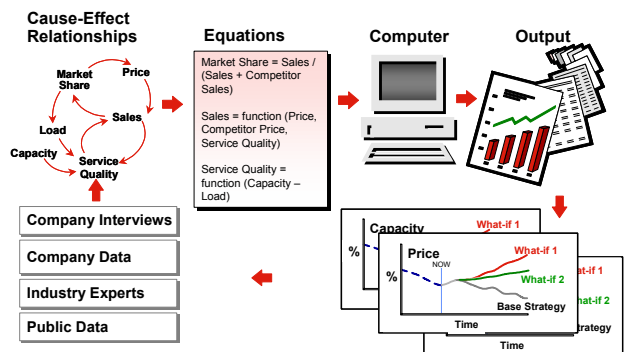 Cause-Effect
Relationships
Equations
Computer
Output
Market
Share
Price
Sales
Load
Capacity
Service
Quality
Market Share = Sales /
(Sales + Competitor
Sales)
Sales = function (Price,
Competitor Price,
Service Quality)
Service Quality =
function (Capacity –
Load)
Company Interviews
Company Data
Industry Experts
Public Data
Capacity
%
What-if 1
Price
%
NOW
What-if 1
What-if 2
Base Strategy
Time
at-if 1
at-if 2
trategy
Time